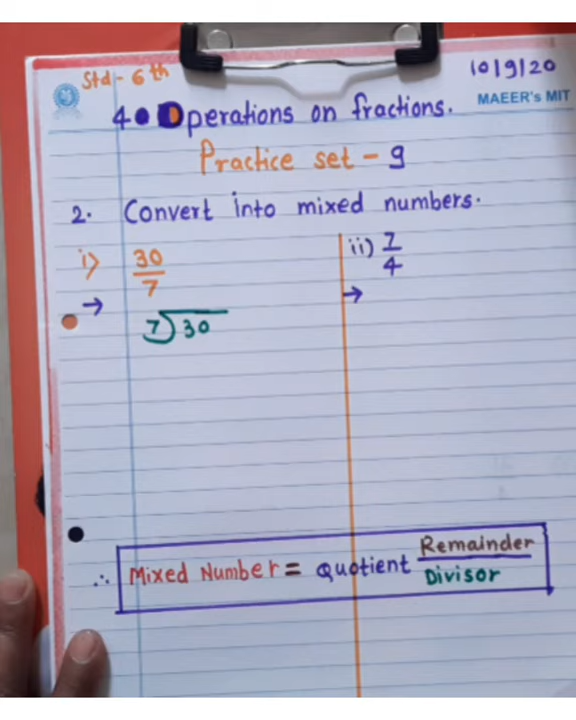 Std - 6th
10/9/20
MAEER's MIT
4. Operations on fractions.
Practice set - 9
2. Convert into mixed numbers.
i) 30/7
→
7)30
ii) 7/4
→
∴ Mixed Number = Quotient Remainder/Divisor